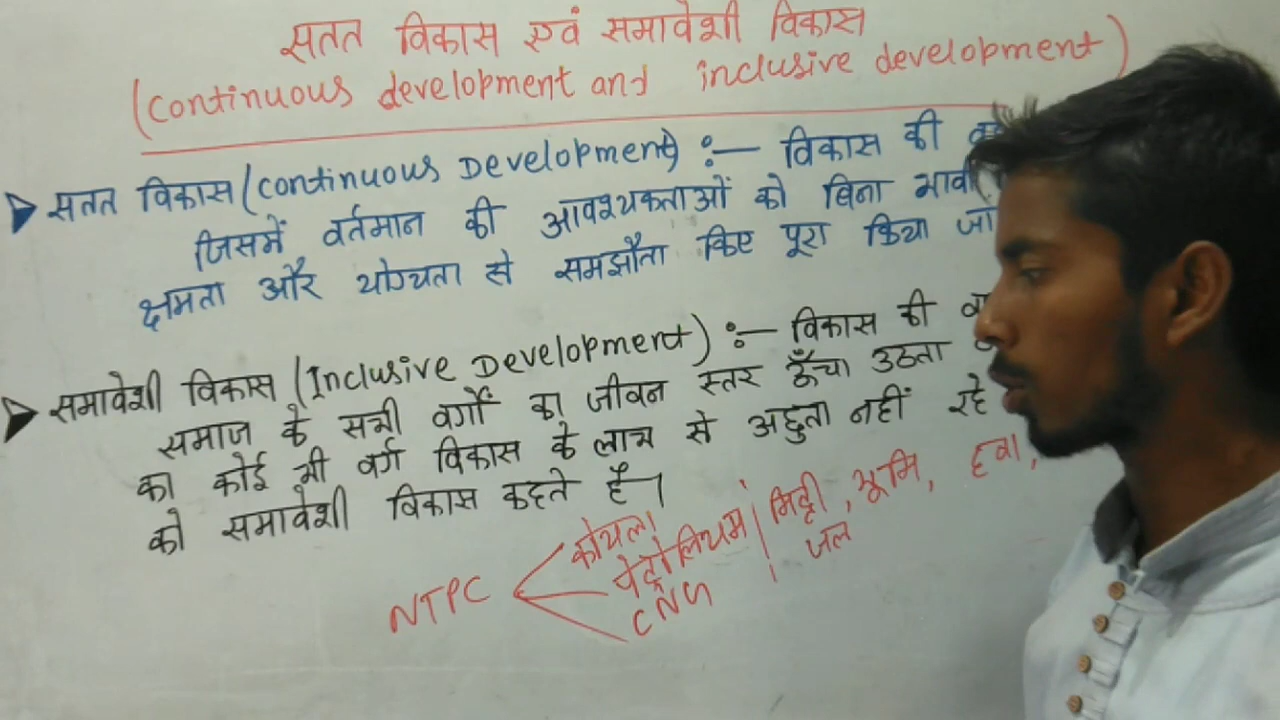 सतत विकास एवं समावेशी विकास
(continuous development and inclusive development)
सतत विकास (continuous Development) :— विकास की
जिसमें वर्तमान की आवश्यकताओं को बिना भावी
क्षमता और योग्यता से समझौता किए पूरा किया
समावेशी विकास (Inclusive Development) :— विकास की
समाज के सभी वर्गों का जीवन स्तर ऊँचा उठता
का कोई भी वर्ग विकास के लाभ से अछुता नहीं रहे
को समावेशी विकास कहते हैं।
NTPC
कोयला
पेट्रोलियम
CNG
मिट्टी, भूमि, हवा,
जल